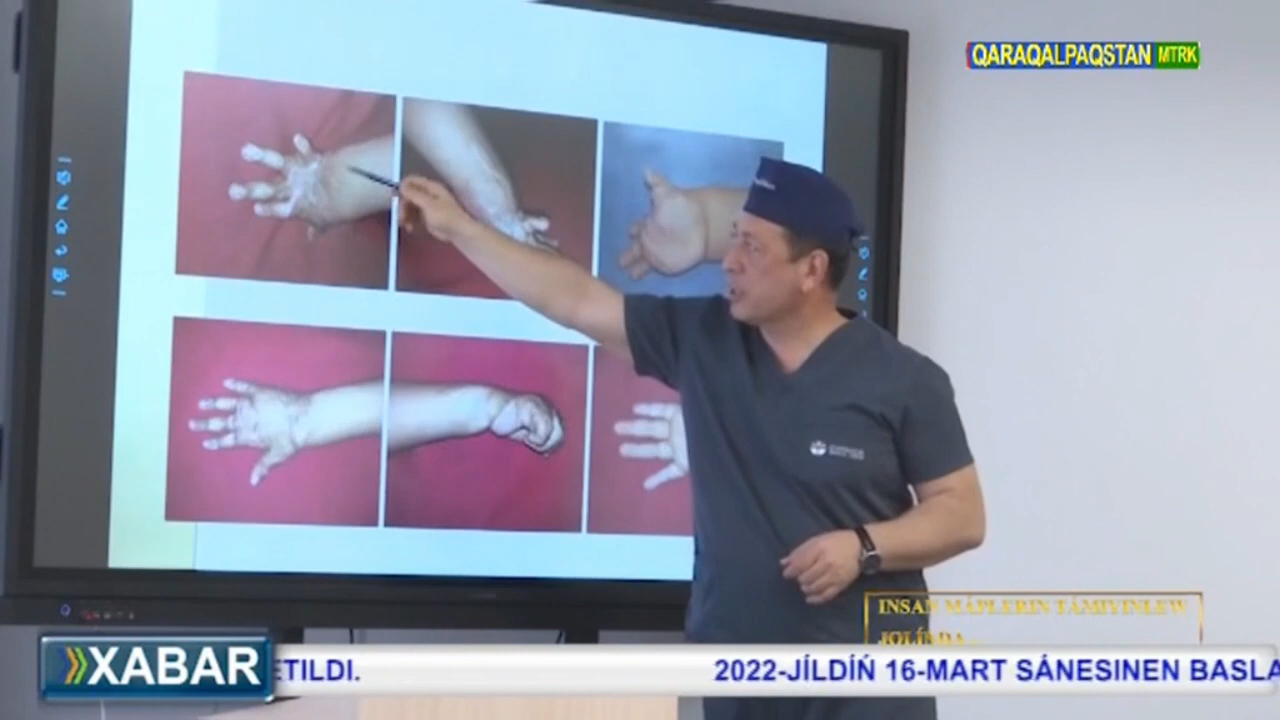 QARAQALPAQSTAN MTRK
INSAN MÁPLERIN TÁMIYINLEW
JOLÍNDA...
XABAR
ETILDI.
2022-JÍLDÍŃ 16-MART SÁNESINEN BASLA